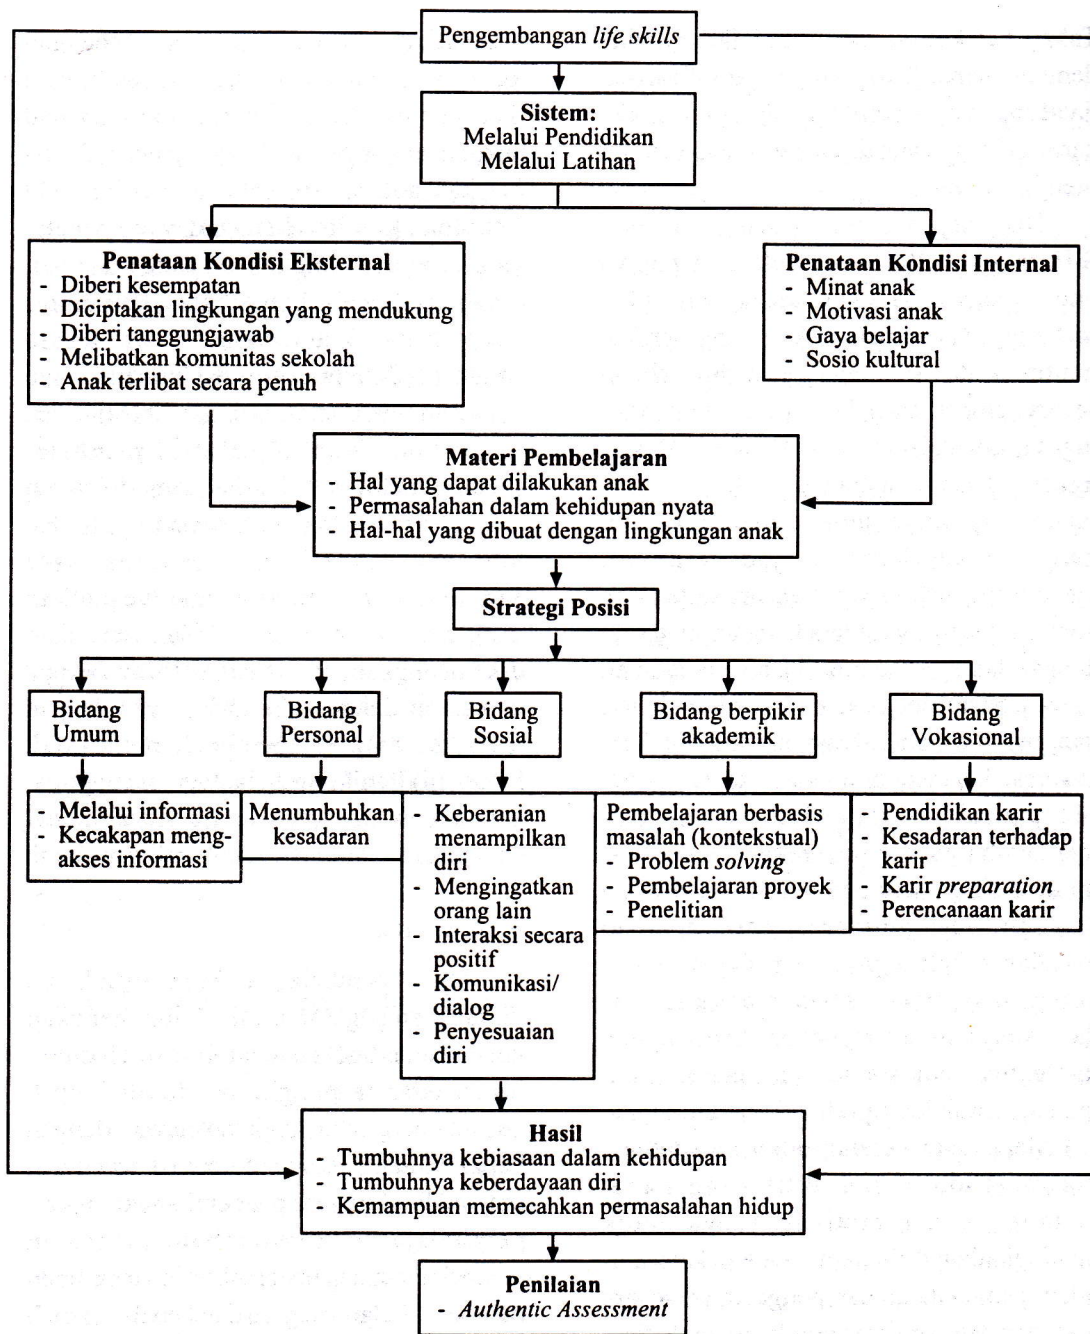 Pengembangan life skills
Sistem:
Melalui Pendidikan
Melalui Latihan
Penataan Kondisi Eksternal
- Diberi kesempatan
- Diciptakan lingkungan yang mendukung
- Diberi tanggungjawab
- Melibatkan komunitas sekolah
- Anak terlibat secara penuh
Penataan Kondisi Internal
- Minat anak
- Motivasi anak
- Gaya belajar
- Sosio kultural
Materi Pembelajaran
- Hal yang dapat dilakukan anak
- Permasalahan dalam kehidupan nyata
- Hal-hal yang dibuat dengan lingkungan anak
Strategi Posisi
Bidang
Umum
Bidang
Personal
Bidang
Sosial
Bidang berpikir
akademik
Bidang
Vokasional
- Melalui informasi
- Kecakapan meng-
akses informasi
Menumbuhkan
kesadaran
- Keberanian
menampilkan
diri
- Mengingatkan
orang lain
- Interaksi secara
positif
- Komunikasi/
dialog
- Penyesuaian
diri
Pembelajaran berbasis
masalah (kontekstual)
- Problem solving
- Pembelajaran proyek
- Penelitian
- Pendidikan karir
- Kesadaran terhadap
karir
- Karir preparation
- Perencanaan karir
Hasil
- Tumbuhnya kebiasaan dalam kehidupan
- Tumbuhnya keberdayaan diri
- Kemampuan memecahkan permasalahan hidup
Penilaian
- Authentic Assessment